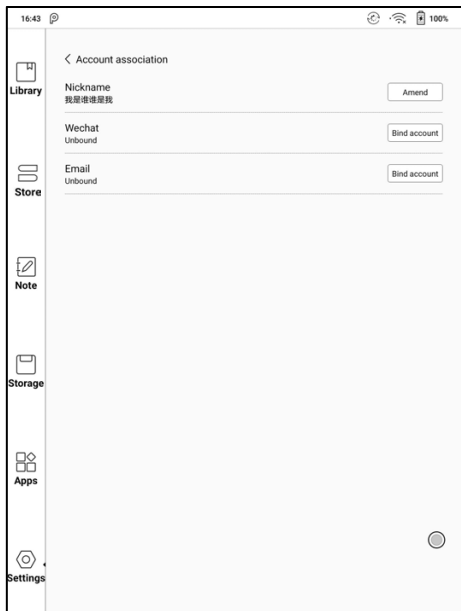 16:43
100%
Account association
Library
Nickname
我是谁谁是我
Amend
Wechat
Unbound
Bind account
Email
Unbound
Bind account
Store
Note
Storage
Apps
Settings